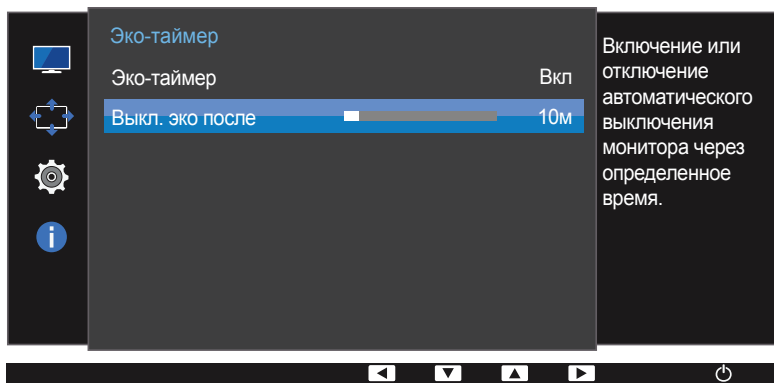 Эко-таймер
Эко-таймер Вкл
Выкл. эко после 10м
Включение или
отключение
автоматического
выключения
монитора через
определенное
время.